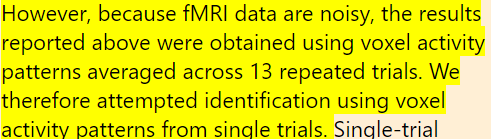 However, because fMRI data are noisy, the results
reported above were obtained using voxel activity
patterns averaged across 13 repeated trials. We
therefore attempted identification using voxel
activity patterns from single trials. Single-trial